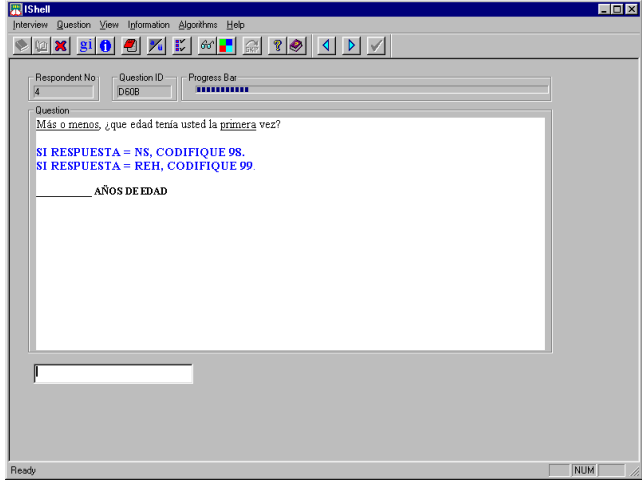 IShell
Interview Question View Information Algorithms Help
gi
Respondent No
4
Question ID
D60B
Progress Bar
Question
Más o menos, ¿que edad tenía usted la primera vez?
SI RESPUESTA = NS, CODIFIQUE 98.
SI RESPUESTA = REH, CODIFIQUE 99.
__________ AÑOS DE EDAD
Ready
NUM